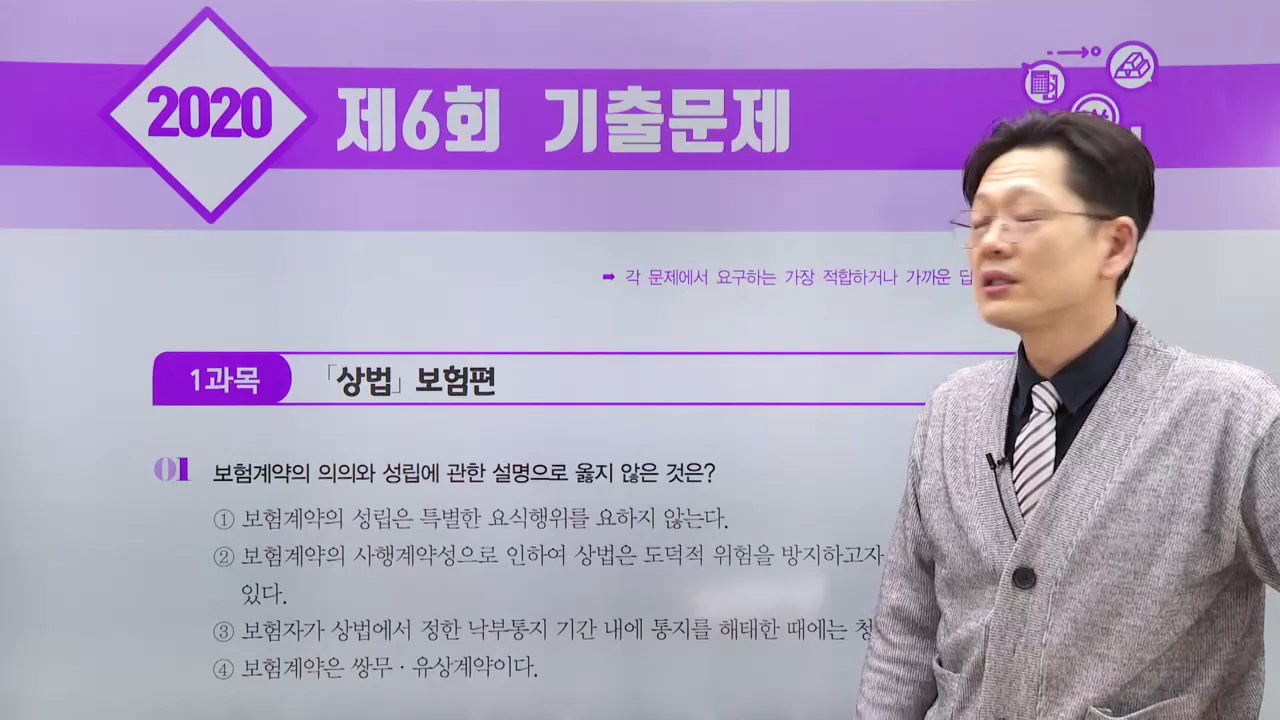 2020 제6회 기출문제
➡ 각 문제에서 요구하는 가장 적합하거나 가까운 답
1과목 「상법」 보험편
01 보험계약의 의의와 성립에 관한 설명으로 옳지 않은 것은?
① 보험계약의 성립은 특별한 요식행위를 요하지 않는다.
② 보험계약의 사행계약성으로 인하여 상법은 도덕적 위험을 방지하고자
있다.
③ 보험자가 상법에서 정한 낙부통지 기간 내에 통지를 해태한 때에는 청
④ 보험계약은 쌍무 · 유상계약이다.